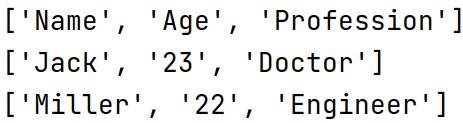 ['Name', 'Age', 'Profession']
['Jack', '23', 'Doctor']
['Miller', '22', 'Engineer']